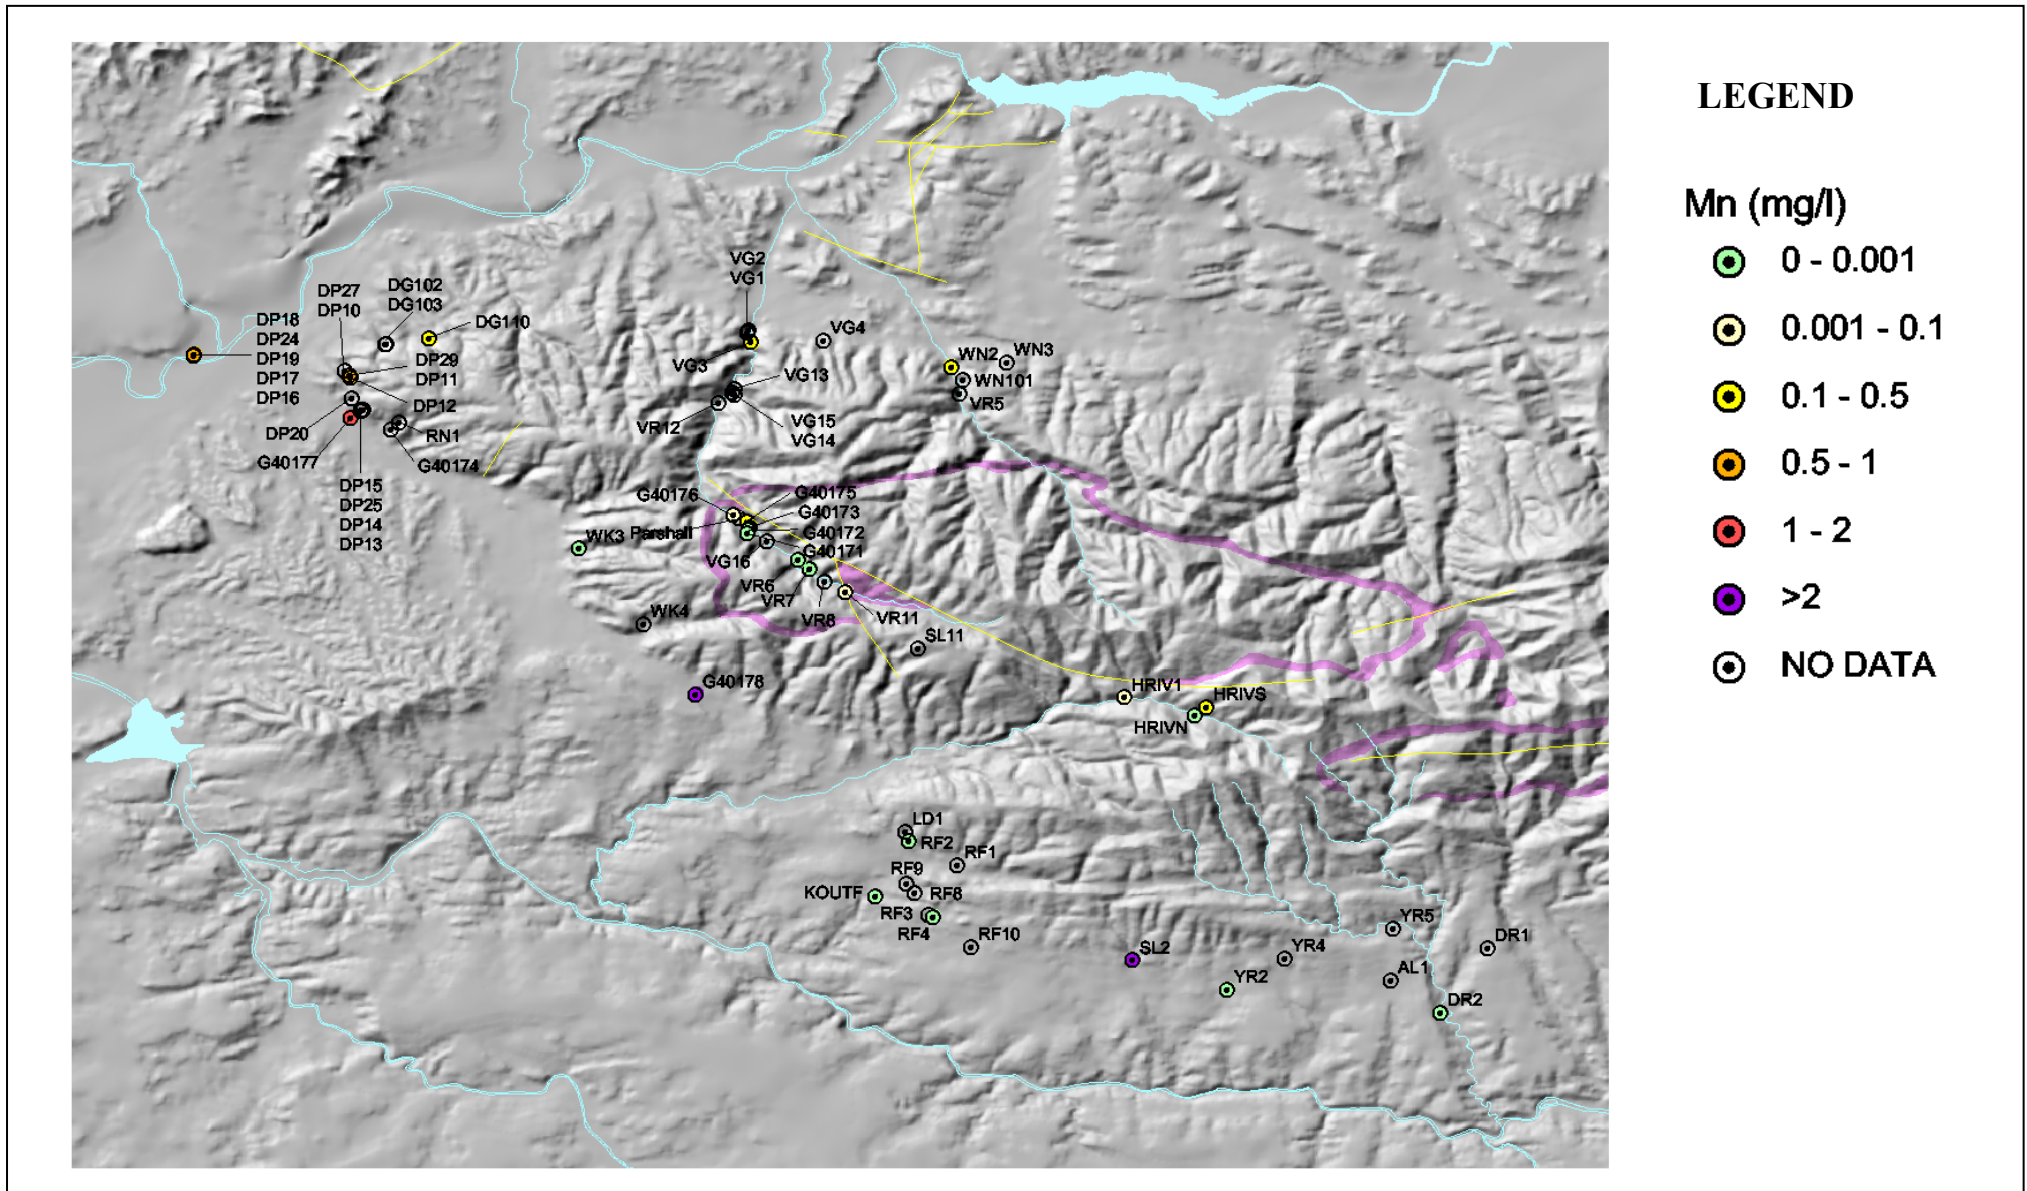 LEGEND
Mn (mg/l)
0 - 0.001
0.001 - 0.1
0.1 - 0.5
0.5 - 1
1 - 2
>2
NO DATA
VG2
VG1
DP27
DP10
DG102
DG103
DG110
DP18
DP24
DP19
DP17
DP16
DP29
DP11
DP12
DP20
RN1
G40177
G40174
DP15
DP25
DP14
DP13
VG4
VG3
VG13
VR12
VG15
VG14
WN2
WN3
WN101
VR5
G40176
G40175
G40173
Parshall
G40172
G40171
WK3
VG16
VR6
VR7
VR8
VR11
WK4
SL11
G40178
HRIV1
HRIVS
HRIVN
LD1
RF2
RF1
RF9
KOUTF
RF8
RF3
RF4
RF10
SL2
YR4
YR5
DR1
YR2
AL1
DR2